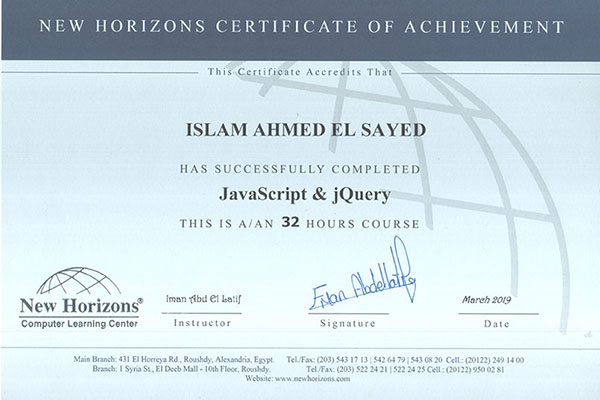 NEW HORIZONS CERTIFICATE OF ACHIEVEMENT
This Certificate Accredits That
ISLAM AHMED EL SAYED
HAS SUCCESSFULLY COMPLETED
JavaScript & jQuery
THIS IS A/AN 32 HOURS COURSE
New Horizons®
Computer Learning Center
Iman Abd El Latif
Instructor
Eman Abdellatif
Signature
March 2019
Date
Main Branch: 431 El Horreya Rd., Roushdy, Alexandria, Egypt. Tel./Fax: (203) 543 17 13 | 542 64 79 | 543 08 20 Cell.: (20122) 249 14 00
Branch: 1 Syria St., El Deeb Mall - 10th Floor, Roushdy. Tel./Fax: (203) 522 24 21 | 522 24 25 Cell.: (20122) 950 02 81
Website: www.newhorizons.com